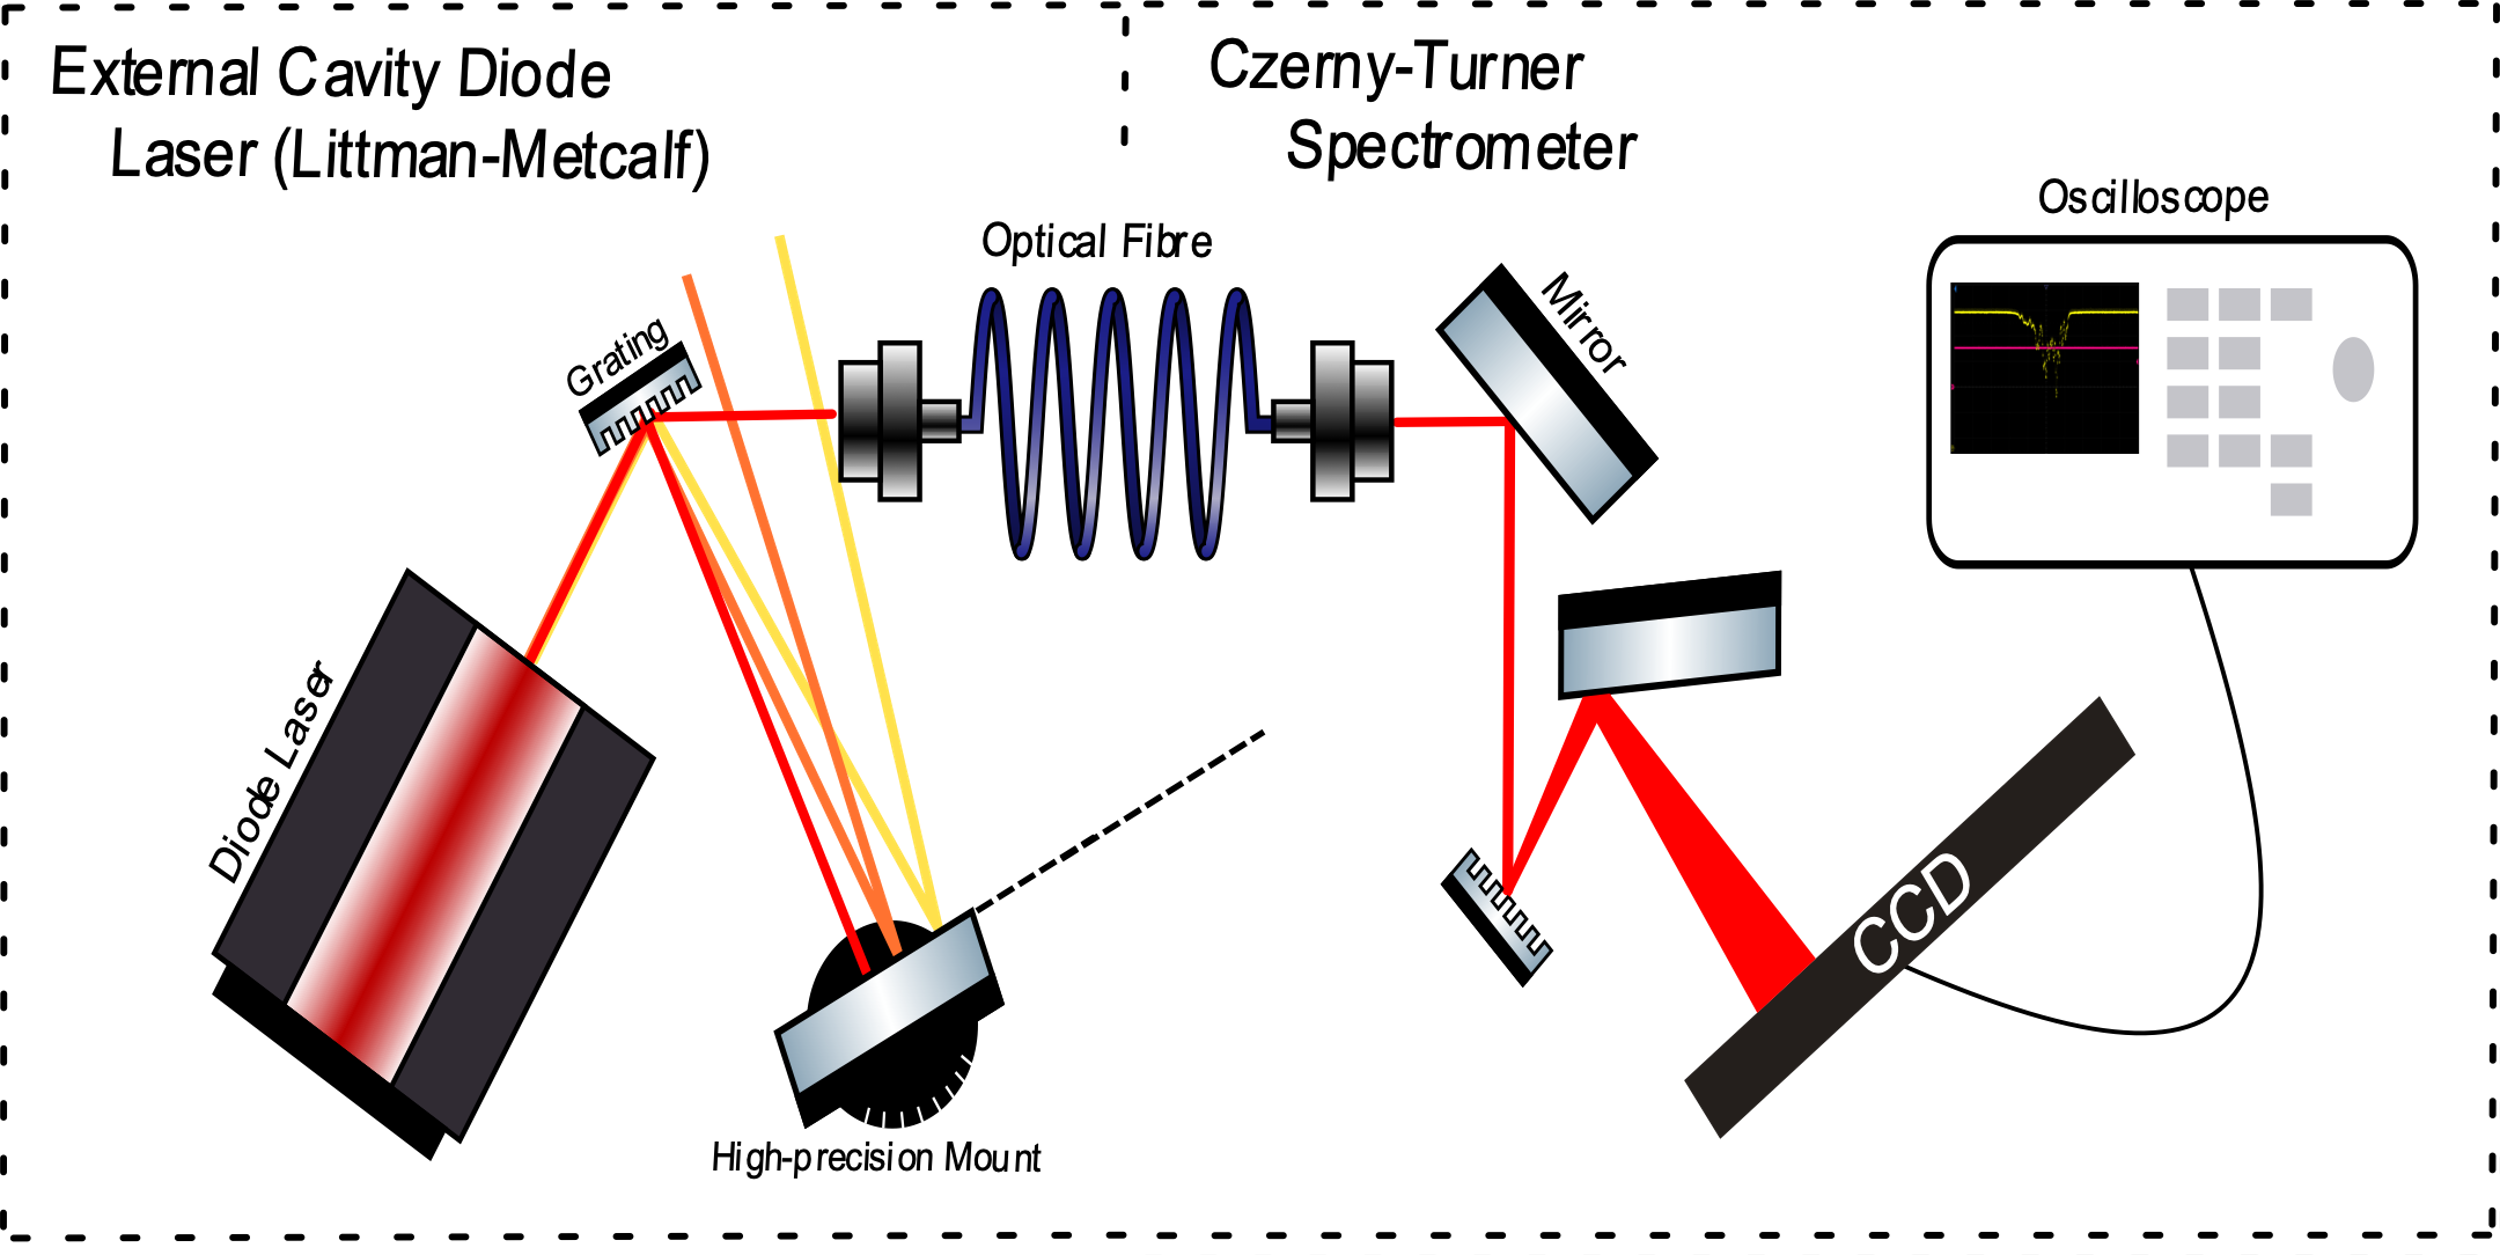 External Cavity Diode
Laser (Littman-Metcalf)
Czerny-Turner
Spectrometer
Oscilloscope
Optical Fibre
Mirror
Grating
Diode Laser
CCD
High-precision Mount